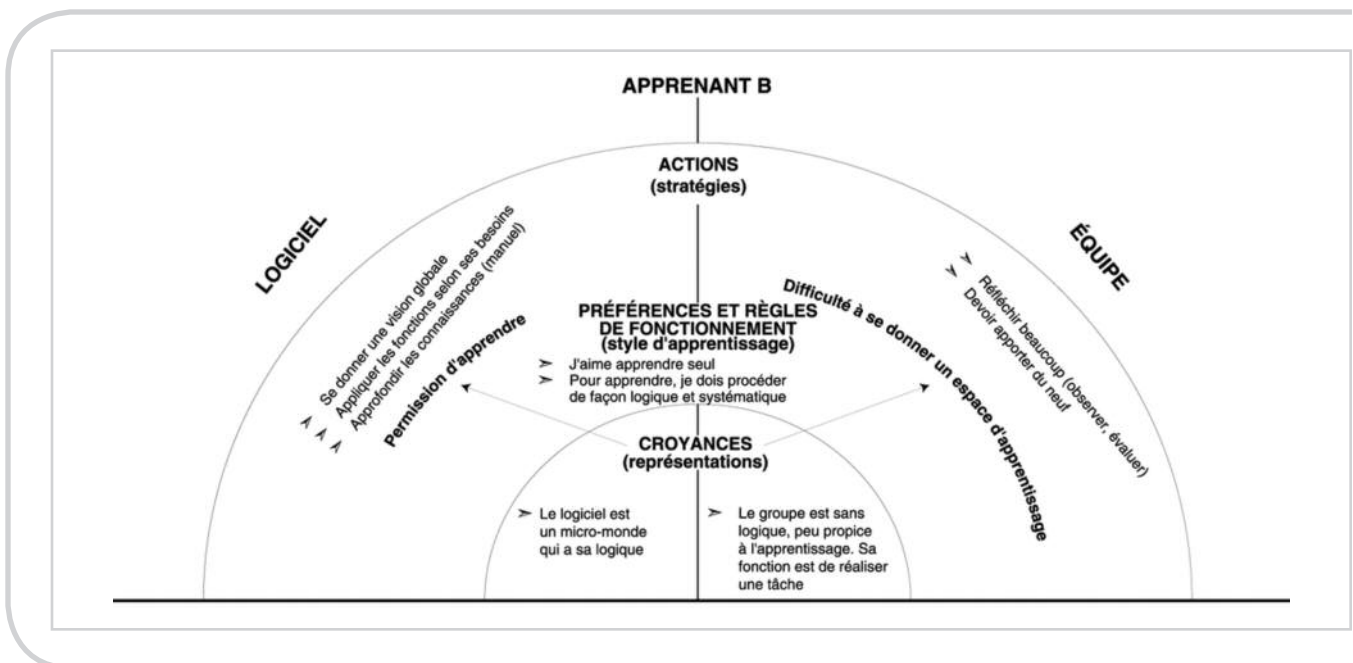 APPRENANT B
ACTIONS
(stratégies)
LOGICIEL
ÉQUIPE
➤ Se donner une vision globale
➤ Appliquer les fonctions selon ses besoins
➤ Approfondir les connaissances (manuel)
Permission d'apprendre
PRÉFÉRENCES ET RÈGLES
DE FONCTIONNEMENT
(style d'apprentissage)
➤ J'aime apprendre seul
➤ Pour apprendre, je dois procéder
de façon logique et systématique
Difficulté à se donner un espace d'apprentissage
➤ Réfléchir beaucoup (observer, évaluer)
➤ Devoir apporter du neuf
CROYANCES
(représentations)
➤ Le logiciel est
un micro-monde
qui a sa logique
➤ Le groupe est sans
logique, peu propice
à l'apprentissage. Sa
fonction est de réaliser
une tâche